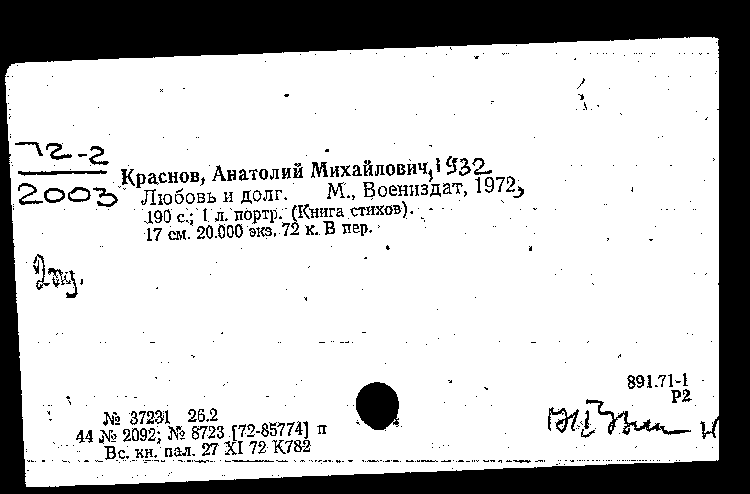 72-2
2003
Краснов, Анатолий Михайлович, 1932
Любовь и долг. М., Воениздат, 1972,
190 с.; 1 л. портр. (Книга стихов).
17 см. 20.000 экз. 72 к. В пер.
2 экз.
891.71-1
Р2
№ 37231 26.2
44 № 2092; № 8723 [72-85774] п
Вс. кн. пал. 27 XI 72 К782